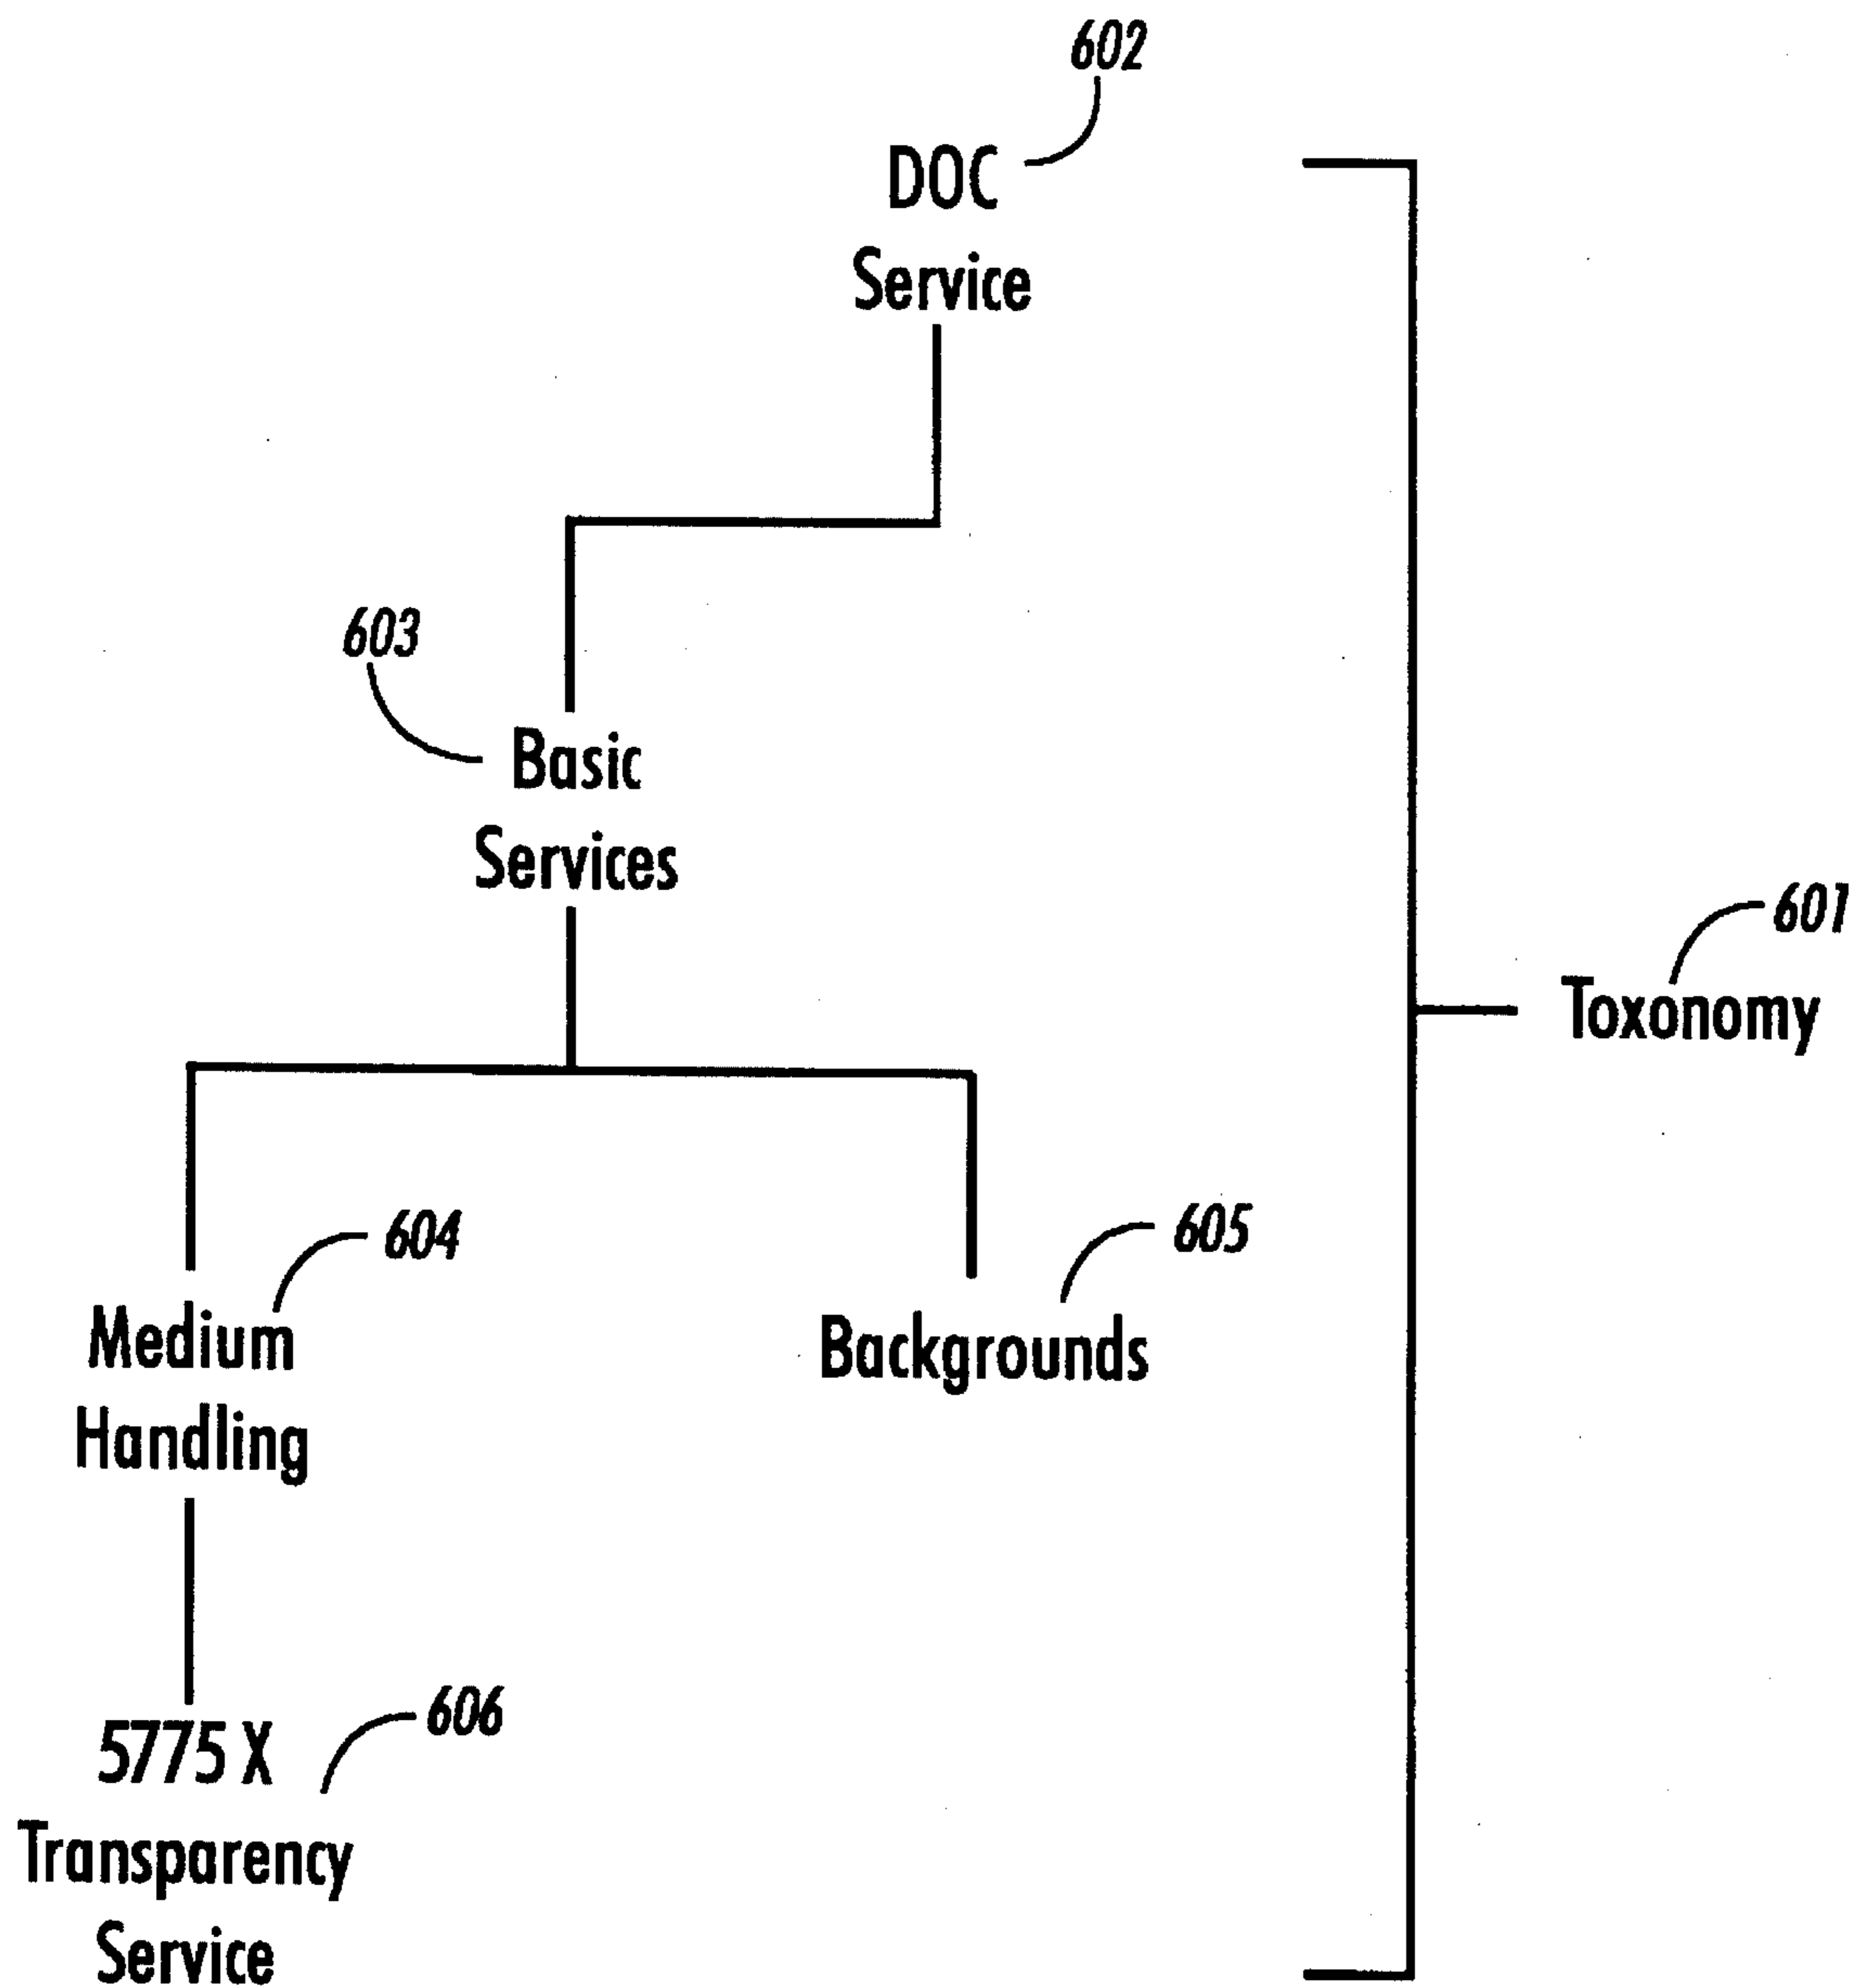 602
DOC
Service
603
Basic
Services
601
Toxonomy
604
605
Medium
Handling
Backgrounds
606
5775 X
Transparency
Service